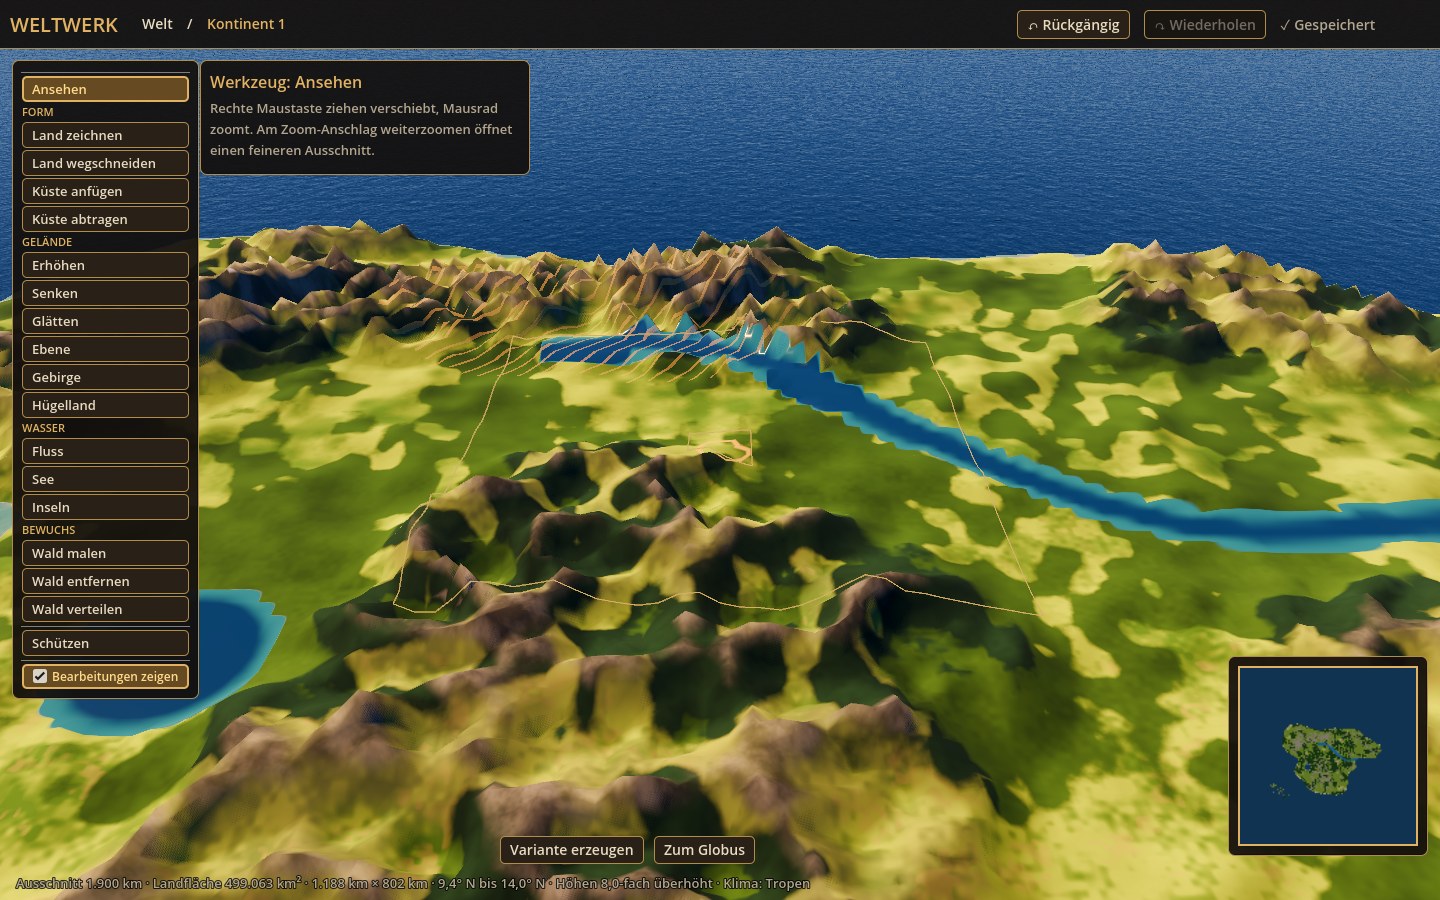 WELTWERK Welt / Kontinent 1 Rückgängig Wiederholen ✓ Gespeichert
Ansehen
FORM
Land zeichnen
Land wegschneiden
Küste anfügen
Küste abtragen
GELÄNDE
Erhöhen
Senken
Glätten
Ebene
Gebirge
Hügelland
WASSER
Fluss
See
Inseln
BEWUCHS
Wald malen
Wald entfernen
Wald verteilen
Schützen
Bearbeitungen zeigen
Werkzeug: Ansehen
Rechte Maustaste ziehen verschiebt, Mausrad
zoomt. Am Zoom-Anschlag weiterzoomen öffnet
einen feineren Ausschnitt.
Variante erzeugen Zum Globus
Ausschnitt 1.900 km · Landfläche 499.063 km² · 1.188 km × 802 km · 9,4° N bis 14,0° N · Höhen 8,0-fach überhöht · Klima: Tropen